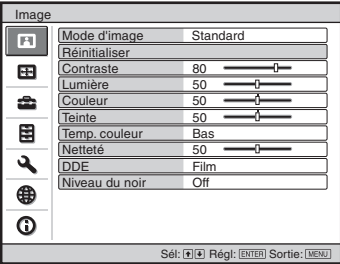 Image
Mode d'image Standard
Réinitialiser
Contraste 80
Lumière 50
Couleur 50
Teinte 50
Temp. couleur Bas
Netteté 50
DDE Film
Niveau du noir Off
Sél: Régl: ENTER Sortie: MENU